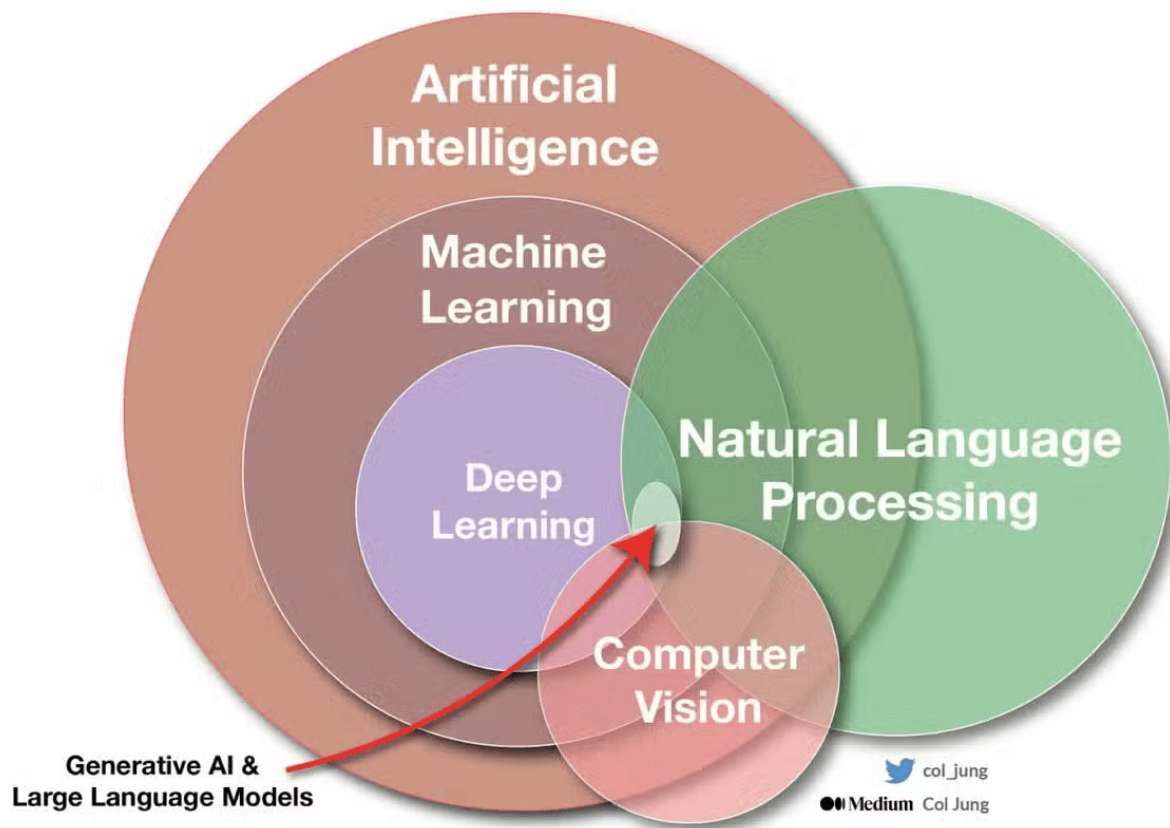 Artificial
Intelligence
Machine
Learning
Deep
Learning
Natural Language
Processing
Computer
Vision
Generative AI &
Large Language Models
col_jung
Medium Col Jung